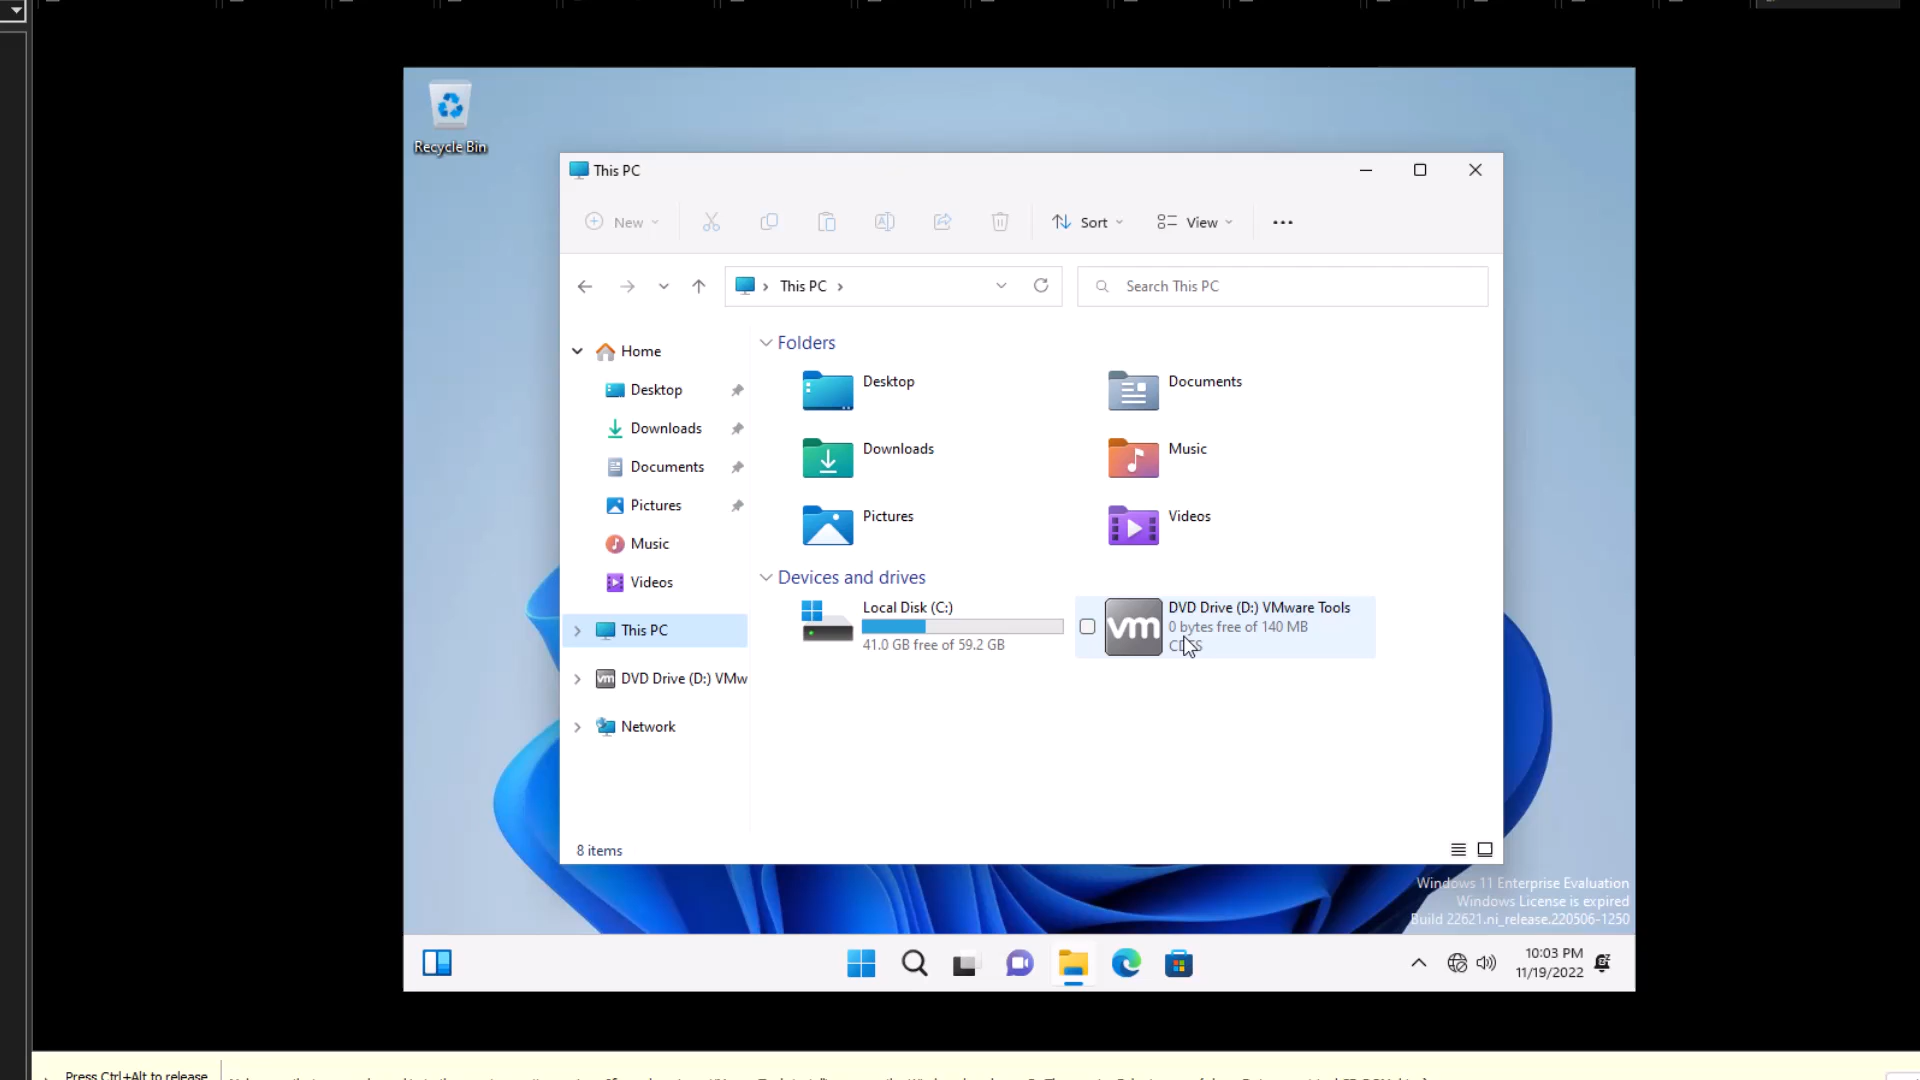 Recycle Bin
This PC
New
Sort
View
This PC
Search This PC
Home
Desktop
Downloads
Documents
Pictures
Music
Videos
This PC
DVD Drive (D:) VMw
Network
Folders
Desktop
Documents
Downloads
Music
Pictures
Videos
Devices and drives
Local Disk (C:)
41.0 GB free of 59.2 GB
vm
DVD Drive (D:) VMware Tools
0 bytes free of 140 MB
8 items
Windows 11 Enterprise Evaluation
Windows License is expired
Build 22621.ni_release.220506-1250
10:03 PM
11/19/2022
Press Ctrl+Alt to release